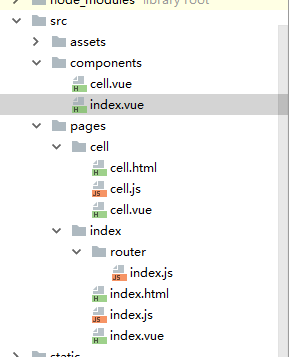 node_modules library root
src
assets
components
cell.vue
index.vue
pages
cell
cell.html
cell.js
cell.vue
index
router
index.js
index.html
index.js
index.vue
static